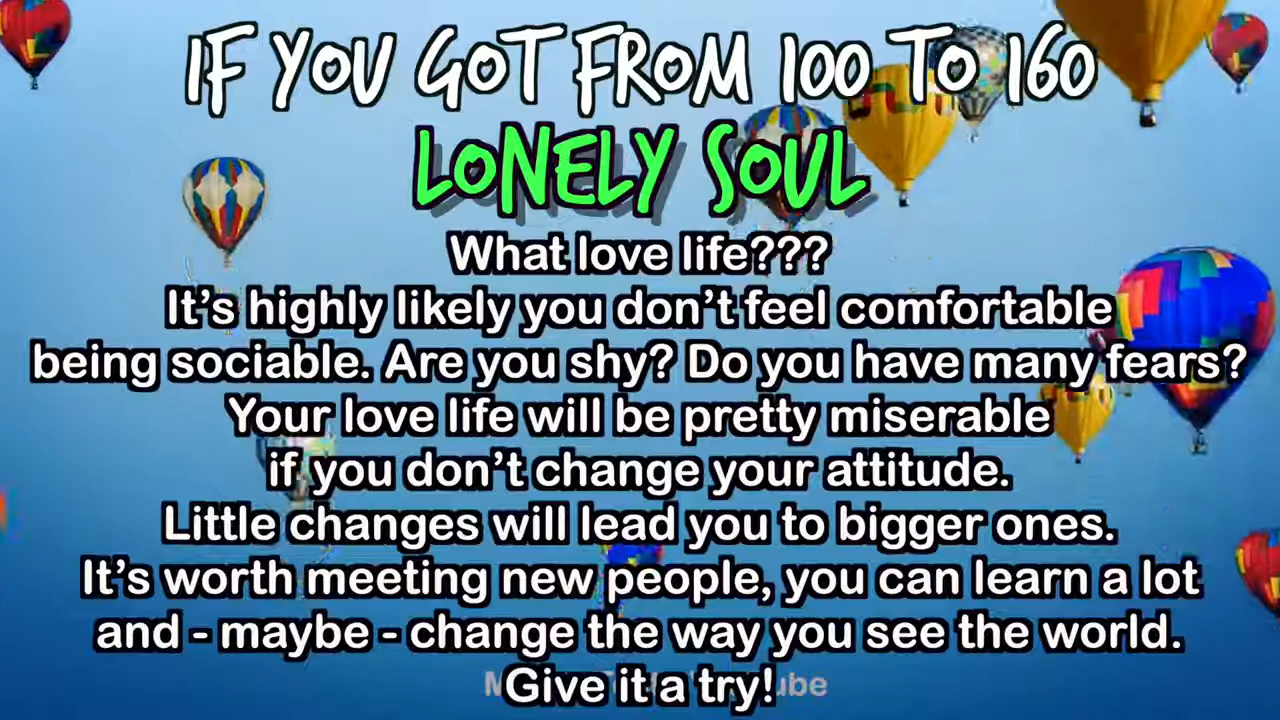 IF YOU GOT FROM 100 TO 160
LONELY SOUL
What love life???
It's highly likely you don't feel comfortable
being sociable. Are you shy? Do you have many fears?
Your love life will be pretty miserable
if you don't change your attitude.
Little changes will lead you to bigger ones.
It's worth meeting new people, you can learn a lot
and - maybe - change the way you see the world.
Give it a try!